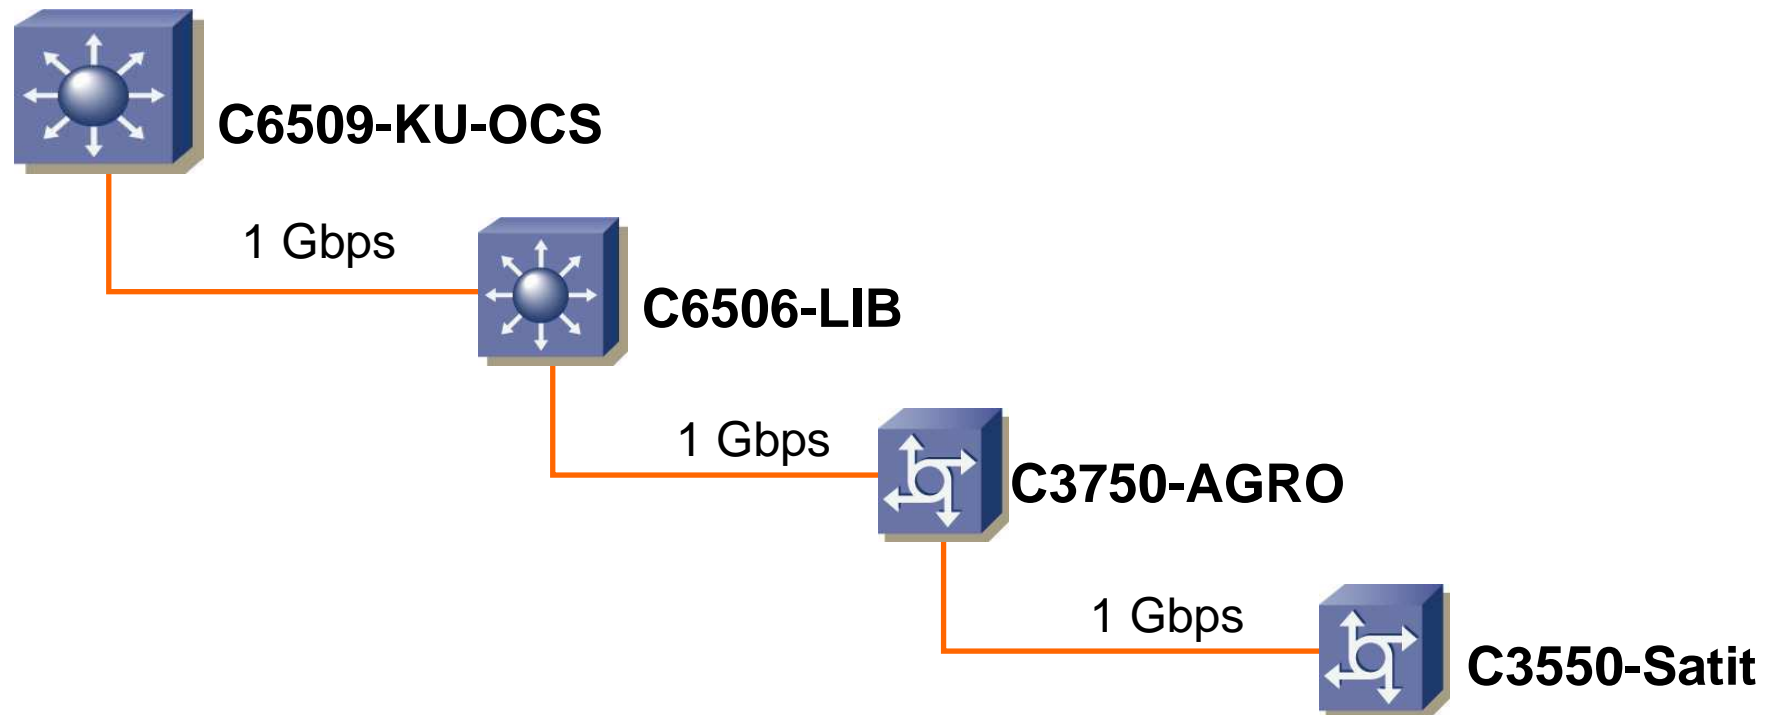 C6509-KU-OCS
1 Gbps
C6506-LIB
1 Gbps
C3750-AGRO
1 Gbps
C3550-Satit